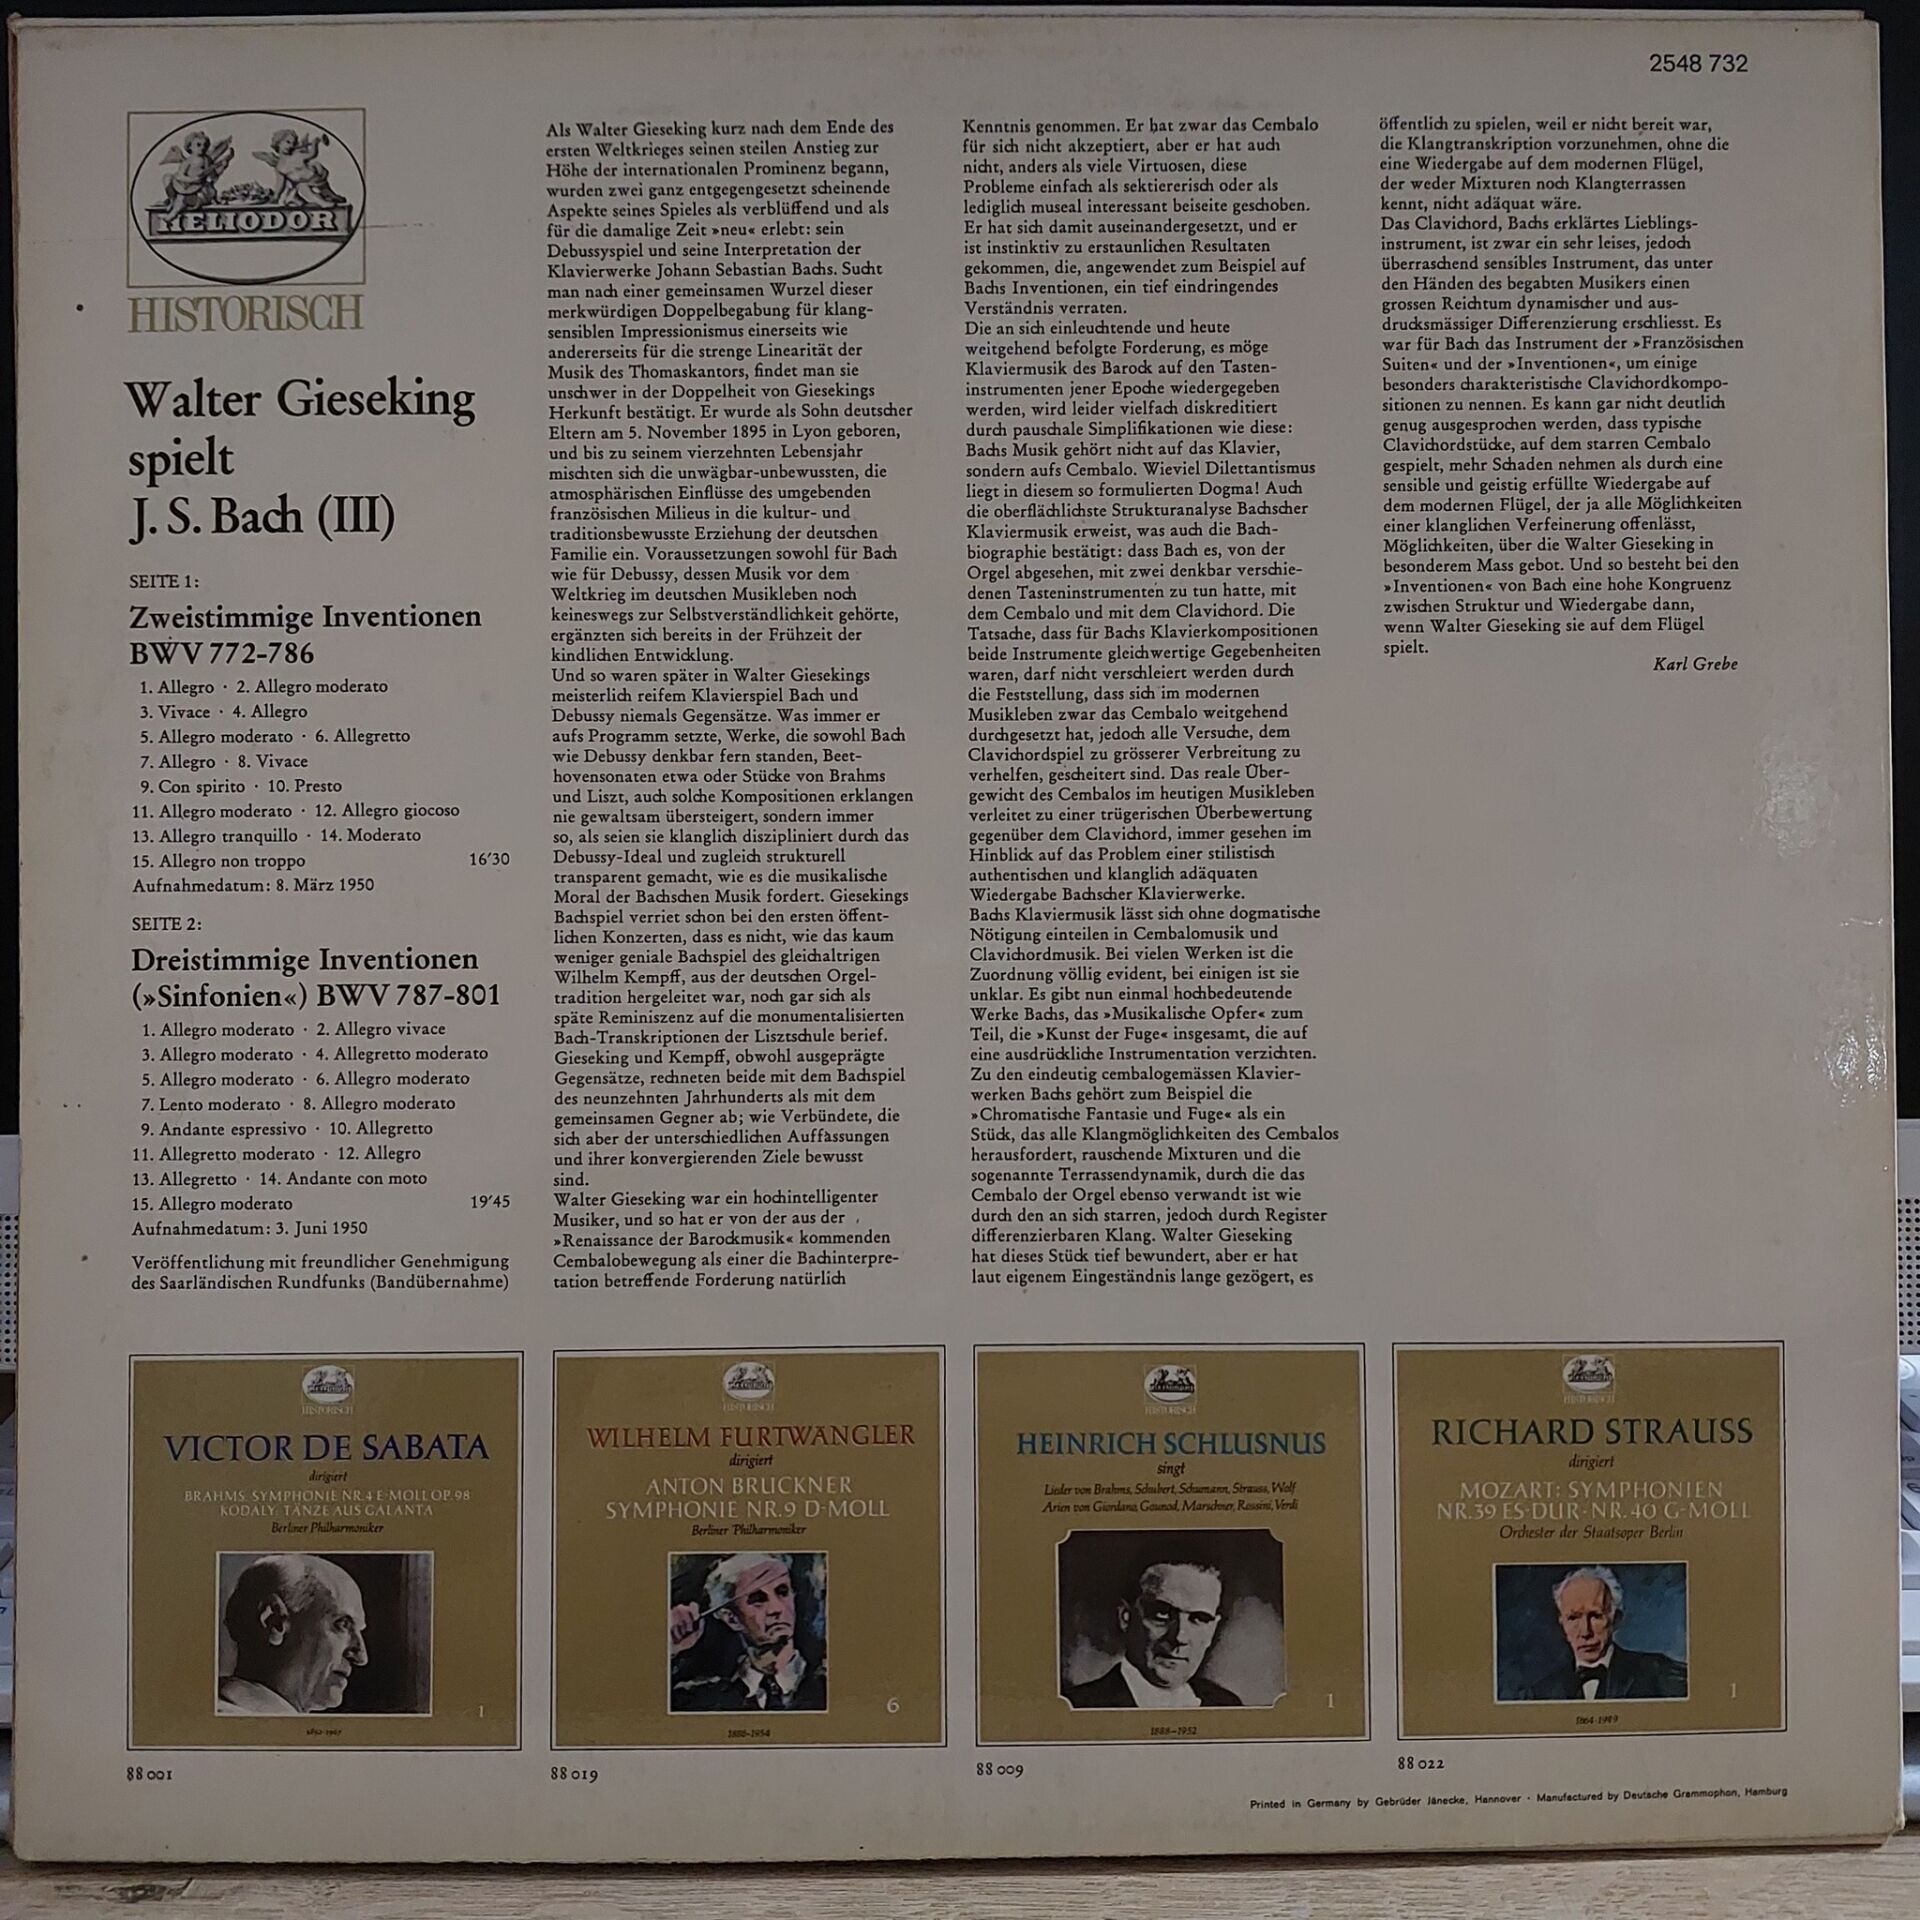 2548 732
HELIODOR
HISTORISCH
Walter Gieseking
spielt
J. S. Bach (III)
SEITE 1:
Zweistimmige Inventionen
BWV 772-786
1. Allegro · 2. Allegro moderato
3. Vivace · 4. Allegro
5. Allegro moderato · 6. Allegretto
7. Allegro · 8. Vivace
9. Con spirito · 10. Presto
11. Allegro moderato · 12. Allegro giocoso
13. Allegro tranquillo · 14. Moderato
15. Allegro non troppo 16'30
Aufnahmedatum: 8. März 1950
SEITE 2:
Dreistimmige Inventionen
(»Sinfonien«) BWV 787-801
1. Allegro moderato · 2. Allegro vivace
3. Allegro moderato · 4. Allegretto moderato
5. Allegro moderato · 6. Allegro moderato
7. Lento moderato · 8. Allegro moderato
9. Andante espressivo · 10. Allegretto
11. Allegretto moderato · 12. Allegro
13. Allegretto · 14. Andante con moto
15. Allegro moderato 19'45
Aufnahmedatum: 3. Juni 1950
Veröffentlichung mit freundlicher Genehmigung
des Saarländischen Rundfunks (Bandübernahme)
Als Walter Gieseking kurz nach dem Ende des
ersten Weltkrieges seinen steilen Anstieg zur
Höhe der internationalen Prominenz begann,
wurden zwei ganz entgegengesetzt scheinende
Aspekte seines Spieles als verblüffend und als
für die damalige Zeit »neu« erlebt: sein
Debussyspiel und seine Interpretation der
Klavierwerke Johann Sebastian Bachs. Sucht
man nach einer gemeinsamen Wurzel dieser
merkwürdigen Doppelbegabung für klang-
sensiblen Impressionismus einerseits wie
andererseits für die strenge Linearität der
Musik des Thomaskantors, findet man sie
unschwer in der Doppelheit von Giesekings
Herkunft bestätigt. Er wurde als Sohn deutscher
Eltern am 5. November 1895 in Lyon geboren,
und bis zu seinem vierzehnten Lebensjahr
mischten sich die unwägbar-unbewussten, die
atmosphärischen Einflüsse des umgebenden
französischen Milieus in die kultur- und
traditionsbewusste Erziehung der deutschen
Familie ein. Voraussetzungen sowohl für Bach
wie für Debussy, dessen Musik vor dem
Weltkrieg im deutschen Musikleben noch
keineswegs zur Selbstverständlichkeit gehörte,
ergänzten sich bereits in der Frühzeit der
kindlichen Entwicklung.
Und so waren später in Walter Giesekings
meisterlich reifem Klavierspiel Bach und
Debussy niemals Gegensätze. Was immer er
aufs Programm setzte, Werke, die sowohl Bach
wie Debussy denkbar fern standen, Beet-
hovensonaten etwa oder Stücke von Brahms
und Liszt, auch solche Kompositionen erklangen
nie gewaltsam übersteigert, sondern immer
so, als seien sie klanglich diszipliniert durch das
Debussy-Ideal und zugleich strukturell
transparent gemacht, wie es die musikalische
Moral der Bachschen Musik fordert. Giesekings
Bachspiel verriet schon bei den ersten öffent-
lichen Konzerten, dass es nicht, wie das kaum
weniger geniale Bachspiel des gleichaltrigen
Wilhelm Kempff, aus der deutschen Orgel-
tradition hergeleitet war, noch gar sich als
späte Reminiszenz auf die monumentalisierten
Bach-Transkriptionen der Lisztschule berief.
Gieseking und Kempff, obwohl ausgeprägte
Gegensätze, rechneten beide mit dem Bachspiel
des neunzehnten Jahrhunderts als mit dem
gemeinsamen Gegner ab; wie Verbündete, die
sich aber der unterschiedlichen Auffassungen
und ihrer konvergierenden Ziele bewusst
sind.
Walter Gieseking war ein hochintelligenter
Musiker, und so hat er von der aus der
»Renaissance der Barockmusik« kommenden
Cembalobewegung als einer die Bachinterpre-
tation betreffende Forderung natürlich
Kenntnis genommen. Er hat zwar das Cembalo
für sich nicht akzeptiert, aber er hat auch
nicht, anders als viele Virtuosen, diese
Probleme einfach als sektiererisch oder als
lediglich museal interessant beiseite geschoben.
Er hat sich damit auseinandergesetzt, und er
ist instinktiv zu erstaunlichen Resultaten
gekommen, die, angewendet zum Beispiel auf
Bachs Inventionen, ein tief eindringendes
Verständnis verraten.
Die an sich einleuchtende und heute
weitgehend befolgte Forderung, es möge
Klaviermusik des Barock auf den Tasten-
instrumenten jener Epoche wiedergegeben
werden, wird leider vielfach diskreditiert
durch pauschale Simplifikationen wie diese:
Bachs Musik gehört nicht auf das Klavier,
sondern aufs Cembalo. Wieviel Dilettantismus
liegt in diesem so formulierten Dogma! Auch
die oberflächlichste Strukturanalyse Bachscher
Klaviermusik erweist, was auch die Bach-
biographie bestätigt: dass Bach es, von der
Orgel abgesehen, mit zwei denkbar verschie-
denen Tasteninstrumenten zu tun hatte, mit
dem Cembalo und mit dem Clavichord. Die
Tatsache, dass für Bachs Klavierkompositionen
beide Instrumente gleichwertige Gegebenheiten
waren, darf nicht verschleiert werden durch
die Feststellung, dass sich im modernen
Musikleben zwar das Cembalo weitgehend
durchgesetzt hat, jedoch alle Versuche, dem
Clavichordspiel zu grösserer Verbreitung zu
verhelfen, gescheitert sind. Das reale Über-
gewicht des Cembalos im heutigen Musikleben
verleitet zu einer trügerischen Überbewertung
gegenüber dem Clavichord, immer gesehen im
Hinblick auf das Problem einer stilistisch
authentischen und klanglich adäquaten
Wiedergabe Bachscher Klavierwerke.
Bachs Klaviermusik lässt sich ohne dogmatische
Nötigung einteilen in Cembalomusik und
Clavichordmusik. Bei vielen Werken ist die
Zuordnung völlig evident, bei einigen ist sie
unklar. Es gibt nun einmal hochbedeutende
Werke Bachs, das »Musikalische Opfer« zum
Teil, die »Kunst der Fuge« insgesamt, die auf
eine ausdrückliche Instrumentation verzichten.
Zu den eindeutig cembalogemässen Klavier-
werken Bachs gehört zum Beispiel die
»Chromatische Fantasie und Fuge« als ein
Stück, das alle Klangmöglichkeiten des Cembalos
herausfordert, rauschende Mixturen und die
sogenannte Terrassendynamik, durch die das
Cembalo der Orgel ebenso verwandt ist wie
durch den an sich starren, jedoch durch Register
differenzierbaren Klang. Walter Gieseking
hat dieses Stück tief bewundert, aber er hat
laut eigenem Eingeständnis lange gezögert, es
öffentlich zu spielen, weil er nicht bereit war,
die Klangtranskription vorzunehmen, ohne die
eine Wiedergabe auf dem modernen Flügel,
der weder Mixturen noch Klangterrassen
kennt, nicht adäquat wäre.
Das Clavichord, Bachs erklärtes Lieblings-
instrument, ist zwar ein sehr leises, jedoch
überraschend sensibles Instrument, das unter
den Händen des begabten Musikers einen
grossen Reichtum dynamischer und aus-
drucksmässiger Differenzierung erschliesst. Es
war für Bach das Instrument der »Französischen
Suiten« und der »Inventionen«, um einige
besonders charakteristische Clavichordkompo-
sitionen zu nennen. Es kann gar nicht deutlich
genug ausgesprochen werden, dass typische
Clavichordstücke, auf dem starren Cembalo
gespielt, mehr Schaden nehmen als durch eine
sensible und geistig erfüllte Wiedergabe auf
dem modernen Flügel, der ja alle Möglichkeiten
einer klanglichen Verfeinerung offenlässt,
Möglichkeiten, über die Walter Gieseking in
besonderem Mass gebot. Und so besteht bei den
»Inventionen« von Bach eine hohe Kongruenz
zwischen Struktur und Wiedergabe dann,
wenn Walter Gieseking sie auf dem Flügel
spielt.
Karl Grebe
HISTORISCH
VICTOR DE SABATA
dirigiert
BRAHMS: SYMPHONIE NR.4 E-MOLL OP.98
KODALY: TÄNZE AUS GALANTA
Berliner Philharmoniker
1
1892-1967
88 001
HISTORISCH
WILHELM FURTWÄNGLER
dirigiert
ANTON BRUCKNER
SYMPHONIE NR.9 D-MOLL
Berliner Philharmoniker
6
1886-1954
88 019
HISTORISCH
HEINRICH SCHLUSNUS
singt
Lieder von Brahms, Schubert, Schumann, Strauss, Wolf
Arien von Giordano, Gounod, Marschner, Rossini, Verdi
1
1888-1952
88 009
HISTORISCH
RICHARD STRAUSS
dirigiert
MOZART: SYMPHONIEN
NR.39 ES-DUR·NR.40 G-MOLL
Orchester der Staatsoper Berlin
1
1864-1949
88 022
Printed in Germany by Gebrüder Jänecke, Hannover · Manufactured by Deutsche Grammophon, Hamburg